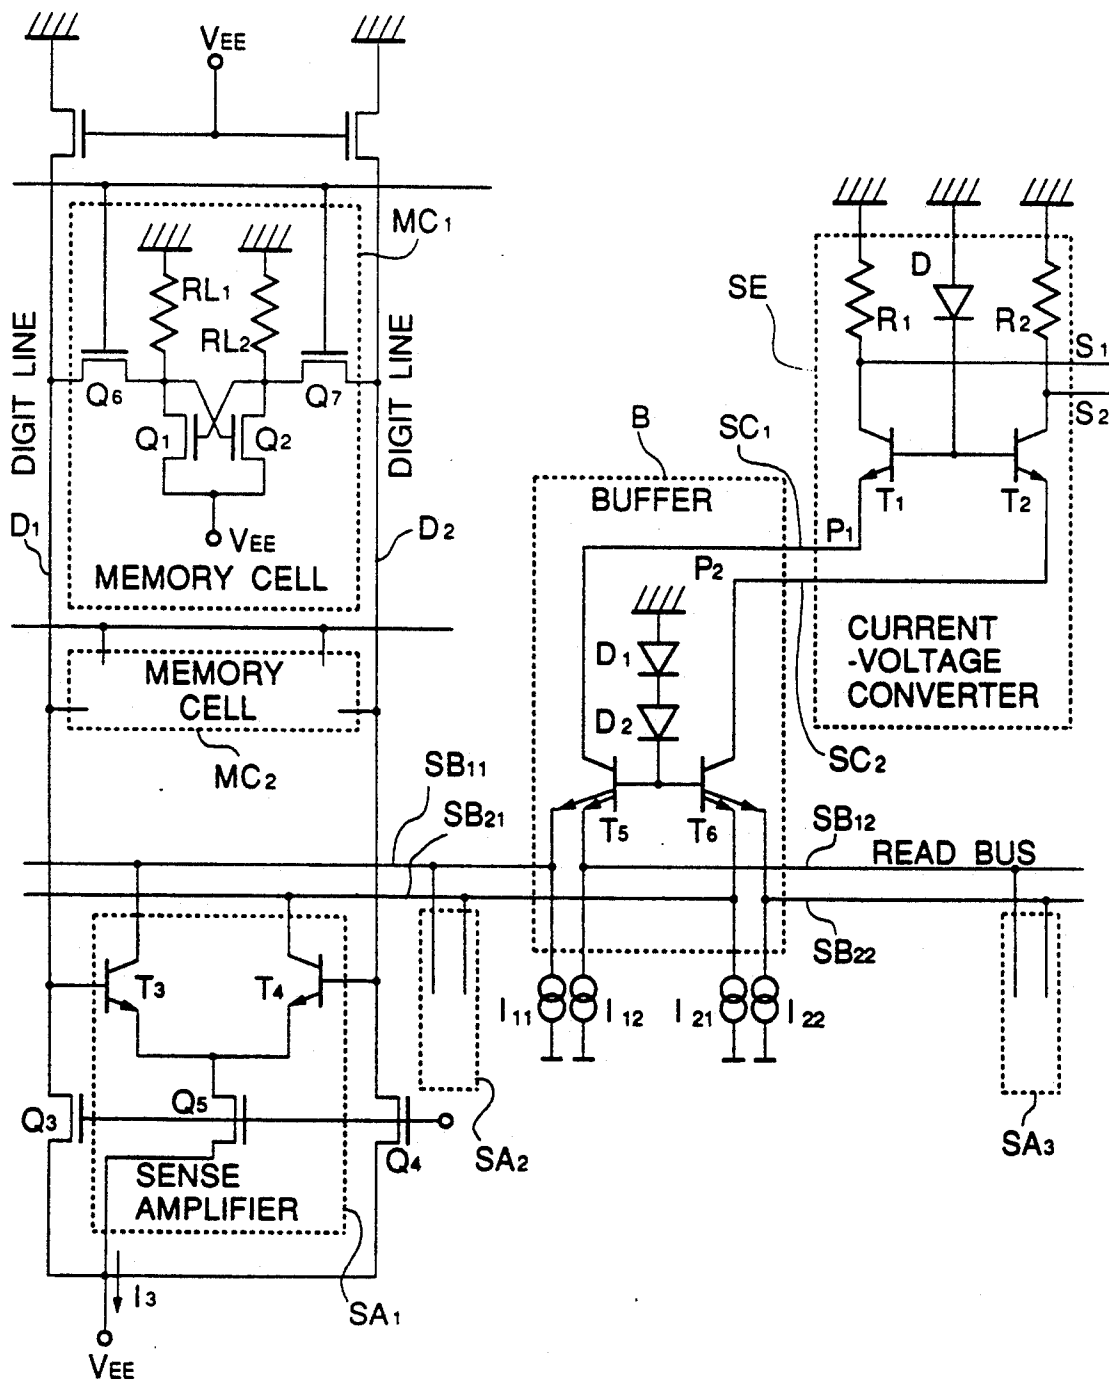 VEE
MC1
RL1
RL2
Q6
Q7
Q1
Q2
VEE
MEMORY CELL
DIGIT LINE
DIGIT LINE
D1
D2
MEMORY
CELL
MC2
SB11
SB21
T3
T4
Q3
Q5
Q4
SENSE
AMPLIFIER
I3
VEE
SA1
SA2
B
BUFFER
SC1
P1
P2
D1
D2
T5
T6
I11
I12
I21
I22
SE
D
R1
R2
S1
S2
T1
T2
CURRENT
-VOLTAGE
CONVERTER
SC2
SB12
READ BUS
SB22
SA3